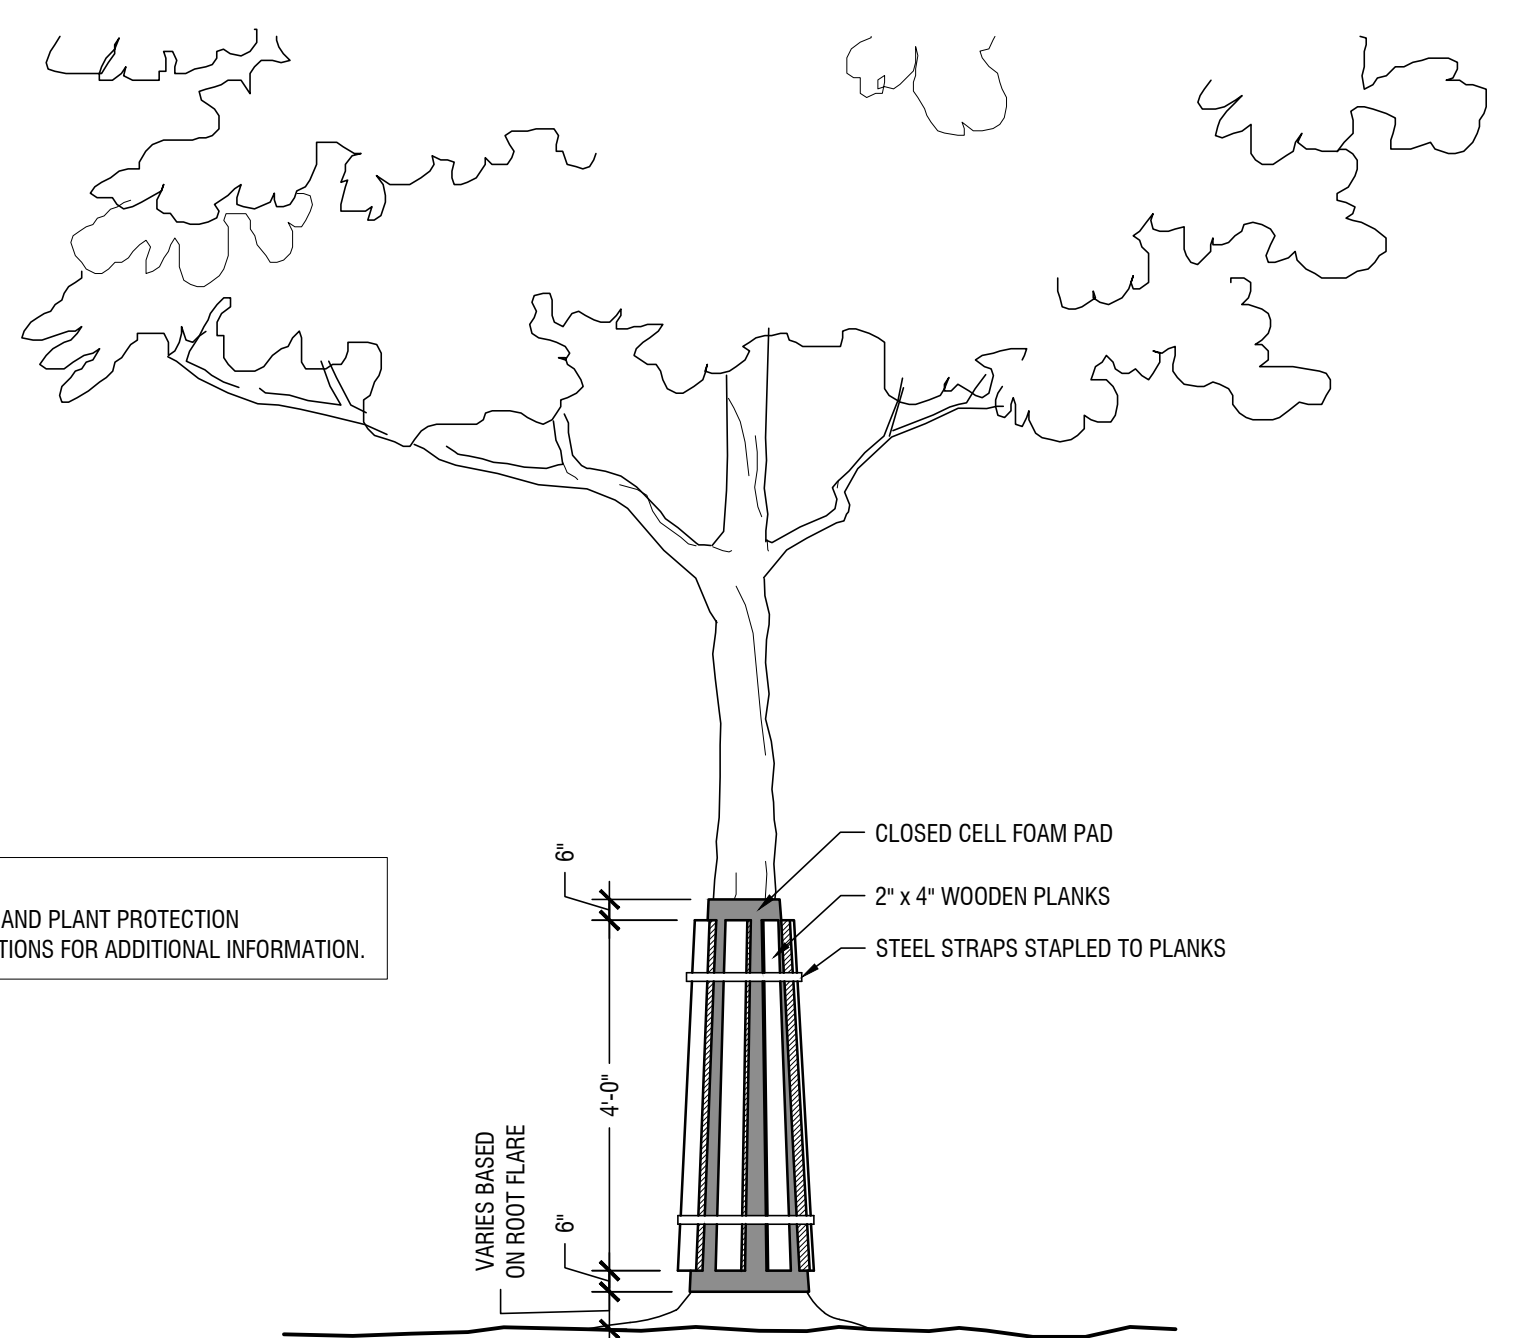 CLOSED CELL FOAM PAD
6"
2" x 4" WOODEN PLANKS
AND PLANT PROTECTION
TIONS FOR ADDITIONAL INFORMATION.
STEEL STRAPS STAPLED TO PLANKS
4'-0"
VARIES BASED
ON ROOT FLARE
6"